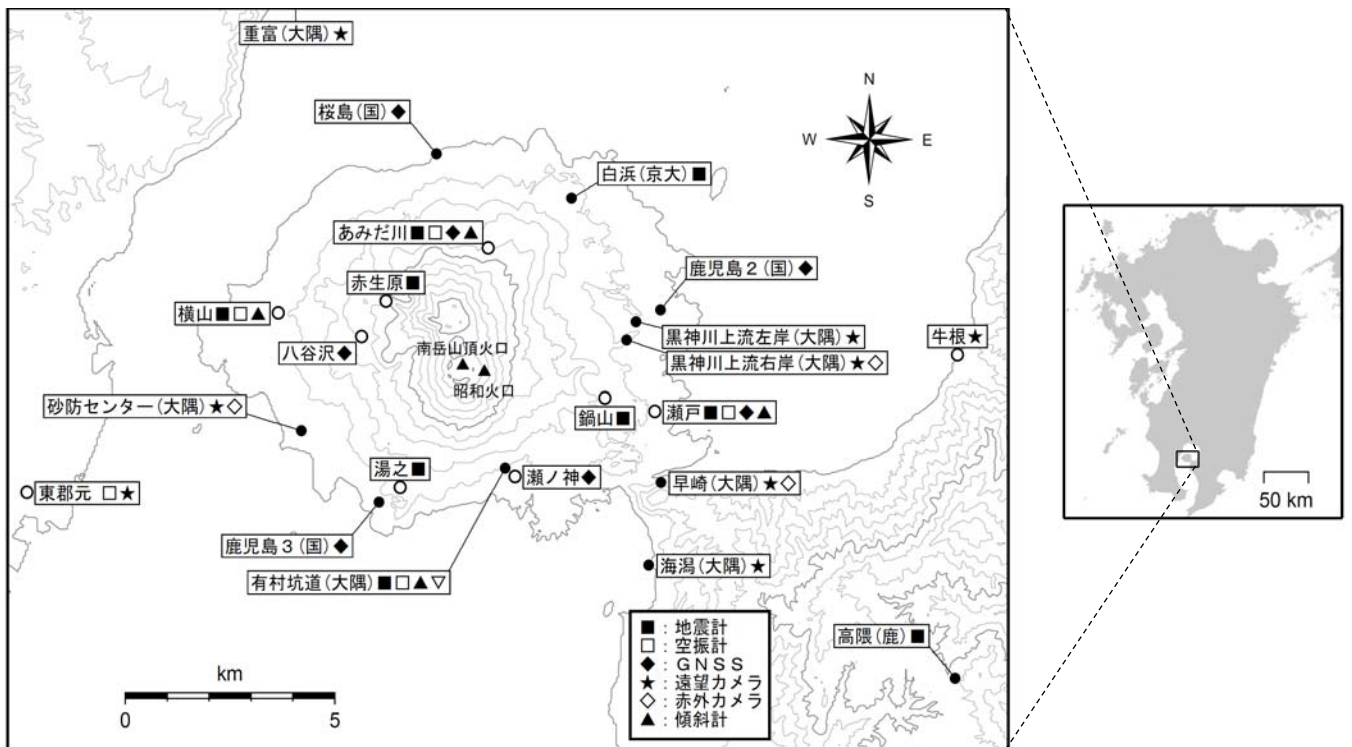 重富(大隅)★
桜島(国)◆
N
W E
S
白浜(京大)■
あみだ川■□◆▲
鹿児島2(国)◆
赤生原■
横山■□▲
黒神川上流左岸(大隅)★
牛根★
八谷沢◆
南岳山頂火口
黒神川上流右岸(大隅)★◇
昭和火口
砂防センター(大隅)★◇
鍋山■
瀬戸■□◆▲
湯之■
瀬ノ神◆
早崎(大隅)★◇
東郡元 □★
50 km
鹿児島3(国)◆
海潟(大隅)★
有村坑道(大隅)■□▲▽
高隈(鹿)■
■:地震計
□:空振計
◆:GNSS
★:遠望カメラ
◇:赤外カメラ
▲:傾斜計
km
0 5